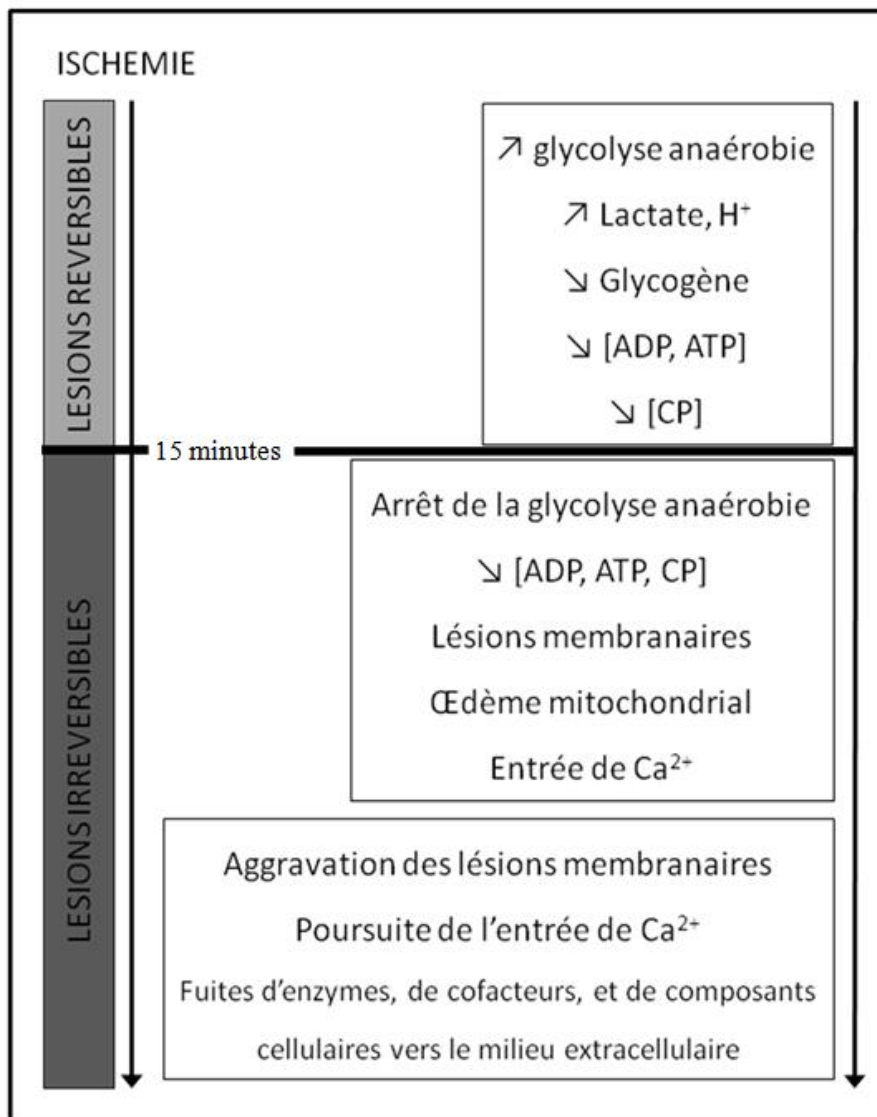 ISCHEMIE
LESIONS REVERSIBLES
↗ glycolyse anaérobie
↗ Lactate, H⁺
↘ Glycogène
↘ [ADP, ATP]
↘ [CP]
15 minutes
LESIONS IRREVERSIBLES
Arrêt de la glycolyse anaérobie
↘ [ADP, ATP, CP]
Lésions membranaires
Œdème mitochondrial
Entrée de Ca²⁺
Aggravation des lésions membranaires
Poursuite de l’entrée de Ca²⁺
Fuites d’enzymes, de cofacteurs, et de composants
cellulaires vers le milieu extracellulaire